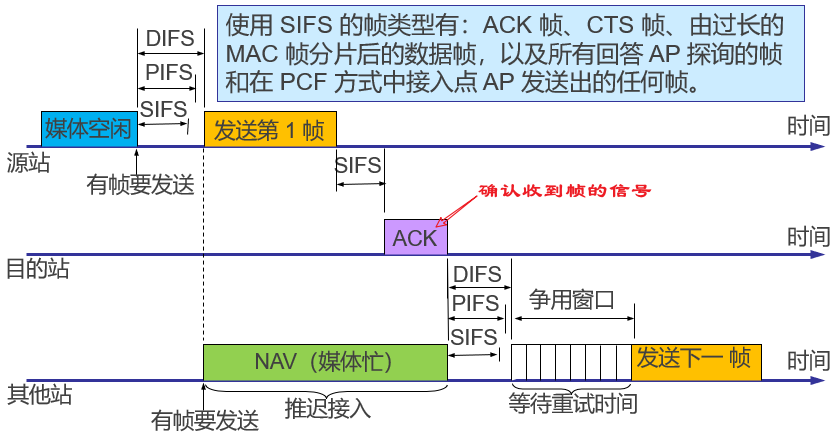 使用 SIFS 的帧类型有：ACK 帧、CTS 帧、由过长的
MAC 帧分片后的数据帧，以及所有回答 AP 探询的帧
和在 PCF 方式中接入点 AP 发送出的任何帧。
DIFS
PIFS
SIFS
媒体空闲
发送第 1 帧
时间
源站
有帧要发送
SIFS
确认收到帧的信号
ACK
时间
目的站
DIFS
PIFS
SIFS
争用窗口
NAV（媒体忙）
发送下一 帧
时间
其他站
有帧要发送
推迟接入
等待重试时间